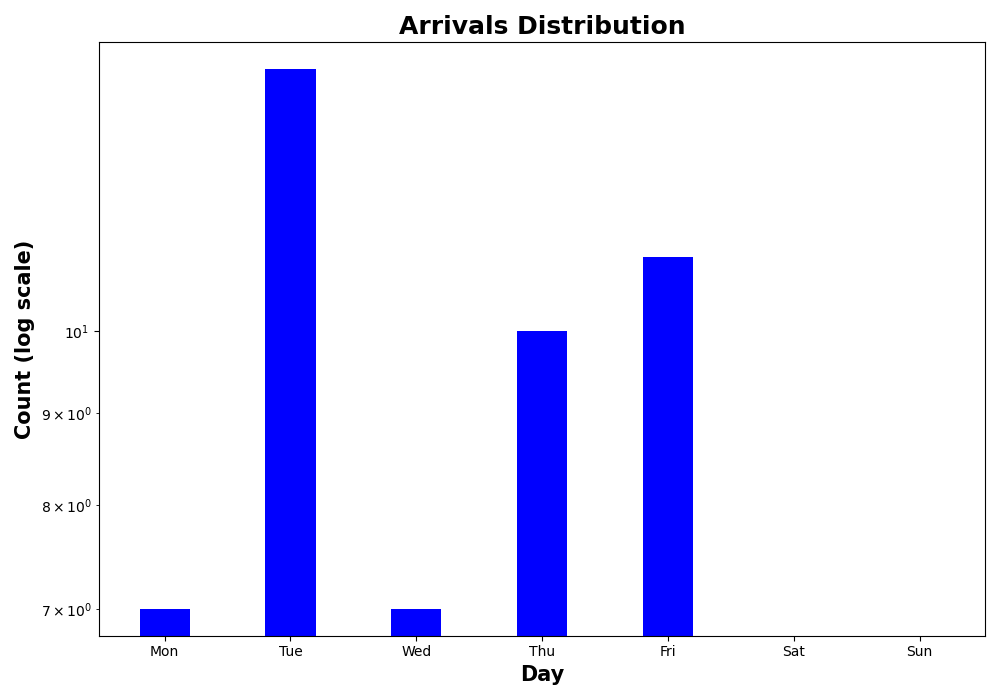 Arrivals Distribution
Count (log scale)
10¹
9 × 10⁰
8 × 10⁰
7 × 10⁰
Mon Tue Wed Thu Fri Sat Sun
Day